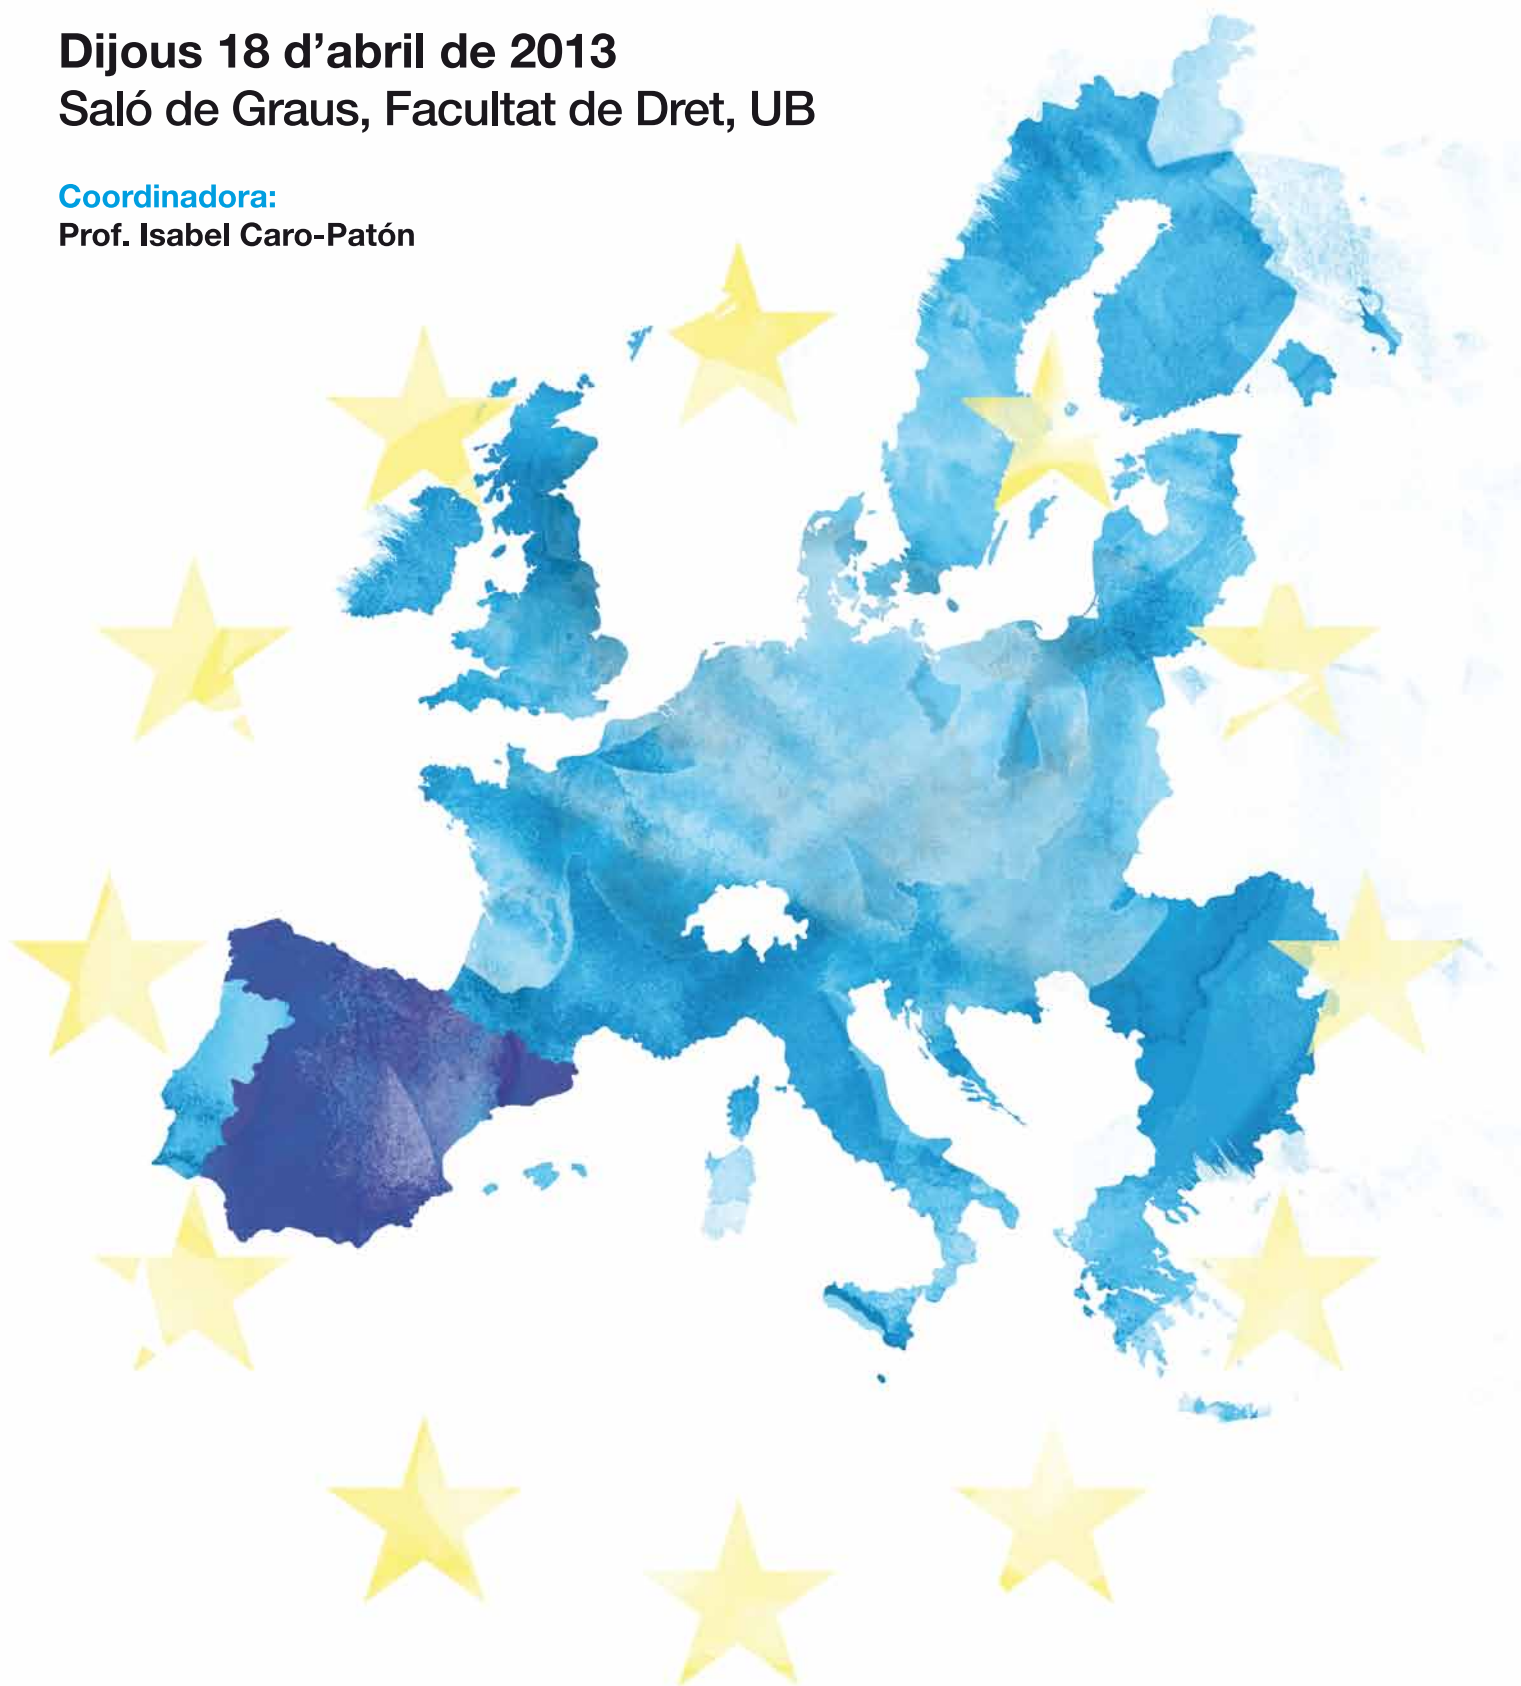 Dijous 18 d’abril de 2013
Saló de Graus, Facultat de Dret, UB
Coordinadora:
Prof. Isabel Caro-Patón